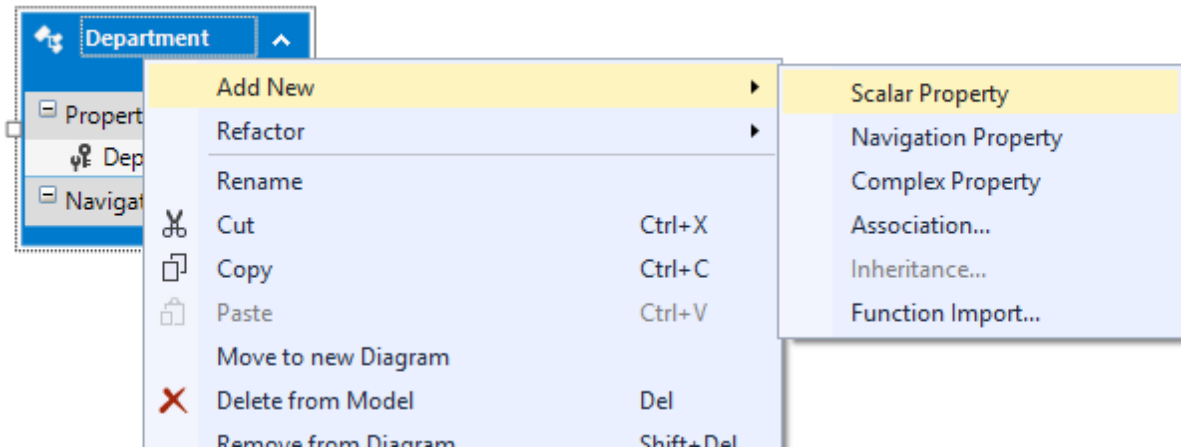 Department
Propert
Dep
Navigat
Add New
Refactor
Rename
Cut Ctrl+X
Copy Ctrl+C
Paste Ctrl+V
Move to new Diagram
Delete from Model Del
Remove from Diagram Shift+Del
Scalar Property
Navigation Property
Complex Property
Association...
Inheritance...
Function Import...